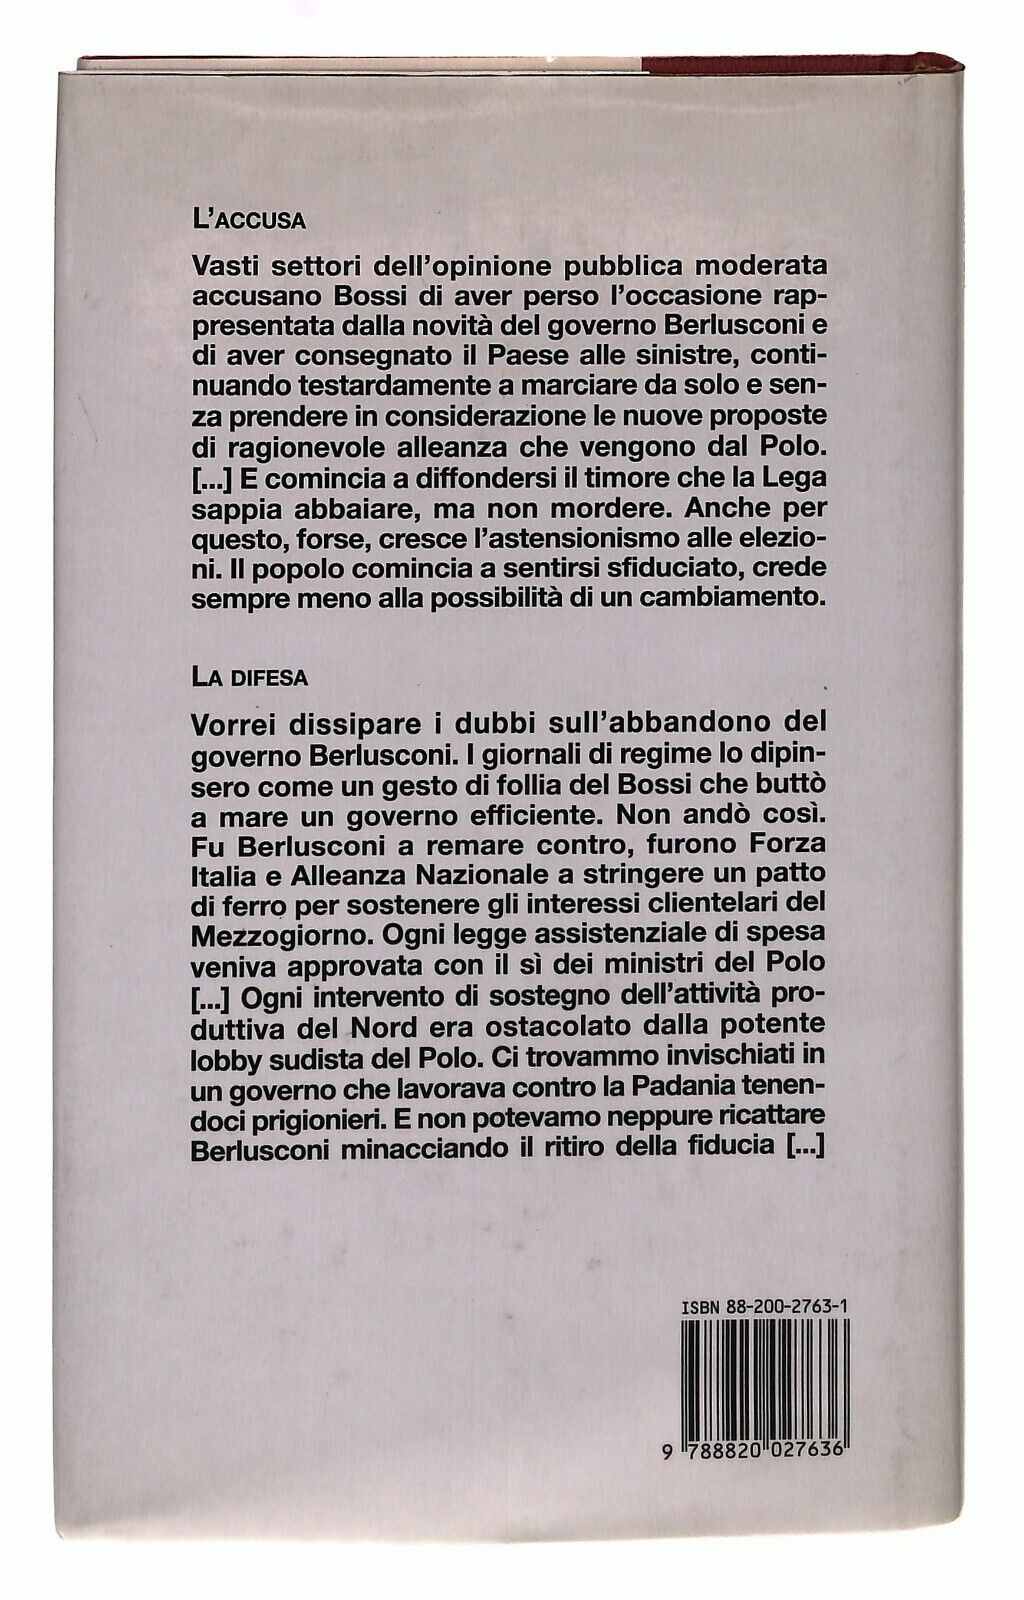 L'ACCUSA
Vasti settori dell'opinione pubblica moderata
accusano Bossi di aver perso l'occasione rap-
presentata dalla novità del governo Berlusconi e
di aver consegnato il Paese alle sinistre, conti-
nuando testardamente a marciare da solo e sen-
za prendere in considerazione le nuove proposte
di ragionevole alleanza che vengono dal Polo.
[...] E comincia a diffondersi il timore che la Lega
sappia abbaiare, ma non mordere. Anche per
questo, forse, cresce l'astensionismo alle elezio-
ni. Il popolo comincia a sentirsi sfiduciato, crede
sempre meno alla possibilità di un cambiamento.
LA DIFESA
Vorrei dissipare i dubbi sull'abbandono del
governo Berlusconi. I giornali di regime lo dipin-
sero come un gesto di follia del Bossi che buttò
a mare un governo efficiente. Non andò così.
Fu Berlusconi a remare contro, furono Forza
Italia e Alleanza Nazionale a stringere un patto
di ferro per sostenere gli interessi clientelari del
Mezzogiorno. Ogni legge assistenziale di spesa
veniva approvata con il sì dei ministri del Polo
[...] Ogni intervento di sostegno dell'attività pro-
duttiva del Nord era ostacolato dalla potente
lobby sudista del Polo. Ci trovammo invischiati in
un governo che lavorava contro la Padania tenen-
doci prigionieri. E non potevamo neppure ricattare
Berlusconi minacciando il ritiro della fiducia [...]
ISBN 88-200-2763-1
9 788820 027636